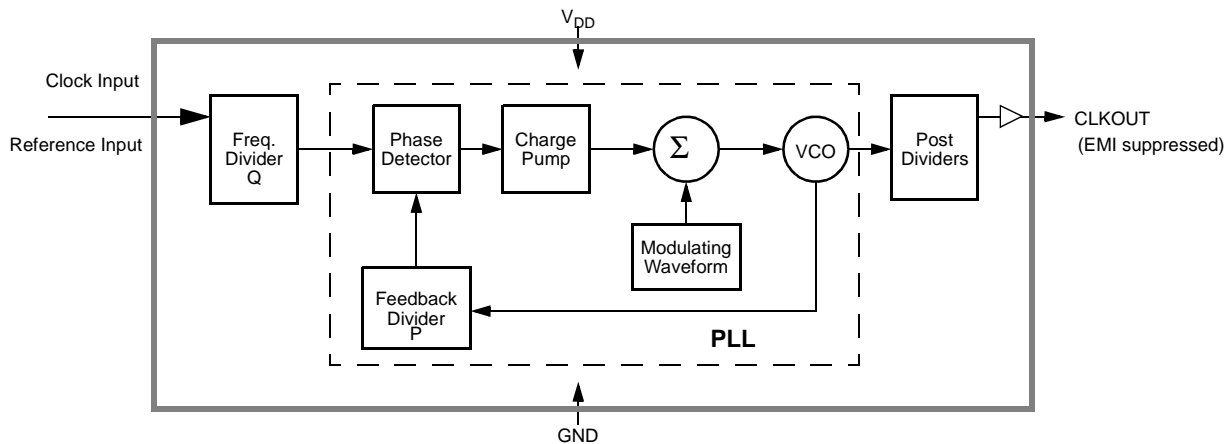 VDD
Clock Input
Reference Input
Freq.
Divider
Q
Phase
Detector
Charge
Pump
Σ
VCO
Post
Dividers
CLKOUT
(EMI suppressed)
Modulating
Waveform
Feedback
Divider
P
PLL
GND